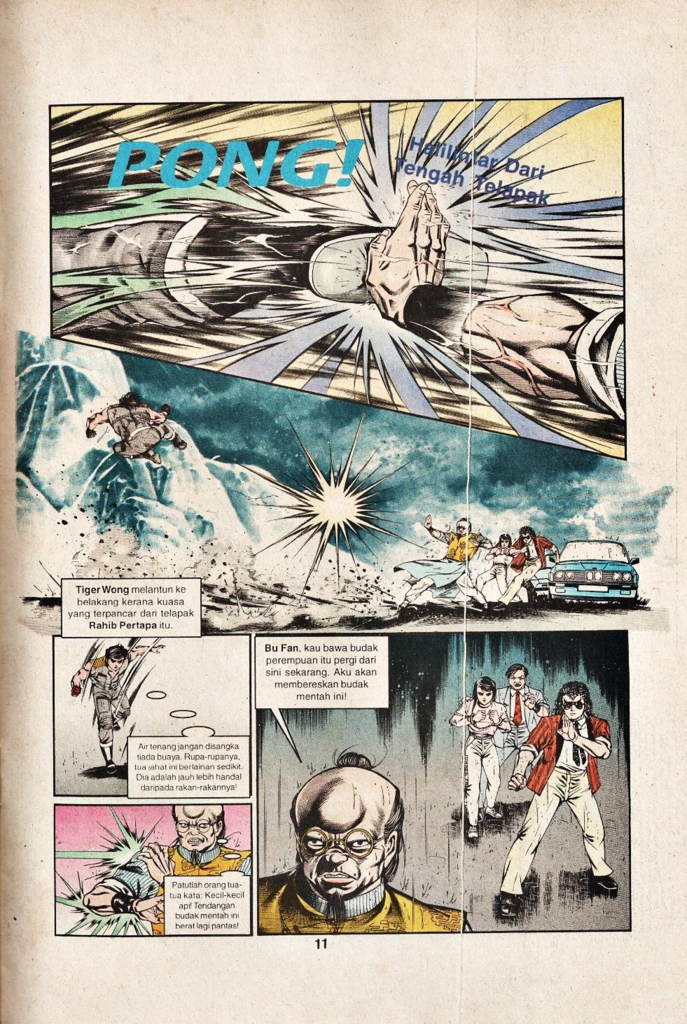 PONG!
Halilintar Dari
Tengah Telapak
Tiger Wong melantun ke
belakang kerana kuasa
yang terpancar dari telapak
Rahib Pertapa itu.
Air tenang jangan disangka
tiada buaya. Rupa-rupanya,
tua jahat ini berlainan sedikit.
Dia adalah jauh lebih handal
daripada rakan-rakannya!
Bu Fan, kau bawa budak
perempuan itu pergi dari
sini sekarang. Aku akan
membereskan budak
mentah ini!
Patutlah orang tua-
tua kata: Kecil-kecil
api! Tendangan
budak mentah ini
berat lagi pantas!
11